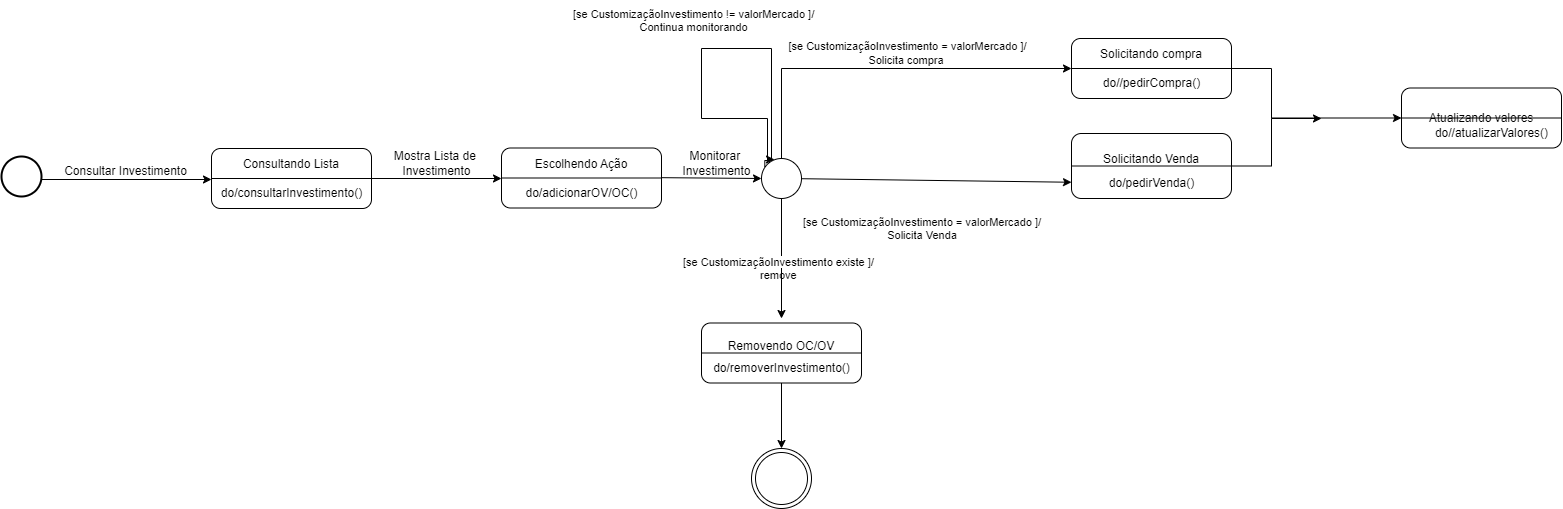 [se CustomizaçãoInvestimento != valorMercado ]/
Continua monitorando
[se CustomizaçãoInvestimento = valorMercado ]/
Solicita compra
Solicitando compra
do//pedirCompra()
Atualizando valores
do//atualizarValores()
Consultar Investimento
Consultando Lista
do/consultarInvestimento()
Mostra Lista de
Investimento
Escolhendo Ação
do/adicionarOV/OC()
Monitorar
Investimento
Solicitando Venda
do/pedirVenda()
[se CustomizaçãoInvestimento = valorMercado ]/
Solicita Venda
[se CustomizaçãoInvestimento existe ]/
remove
Removendo OC/OV
do/removerInvestimento()